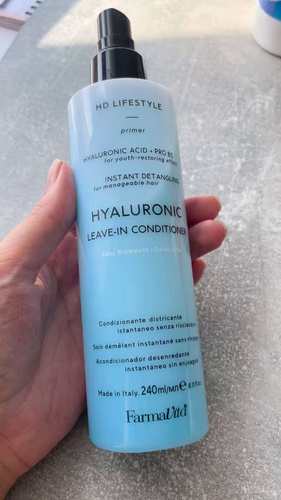 HD LIFESTYLE
primer
HYALURONIC ACID + PRO B5
for youth-restoring effect
INSTANT DETANGLING
for manageable hair
HYALURONIC
LEAVE-IN CONDITIONER
Condizionante districante
istantaneo senza risciacquo
Soin démêlant instantané sans rinçage
Acondicionador desenredante
instantáneo sin enjuague
Made in Italy. 240ml/мл e
FarmaVita